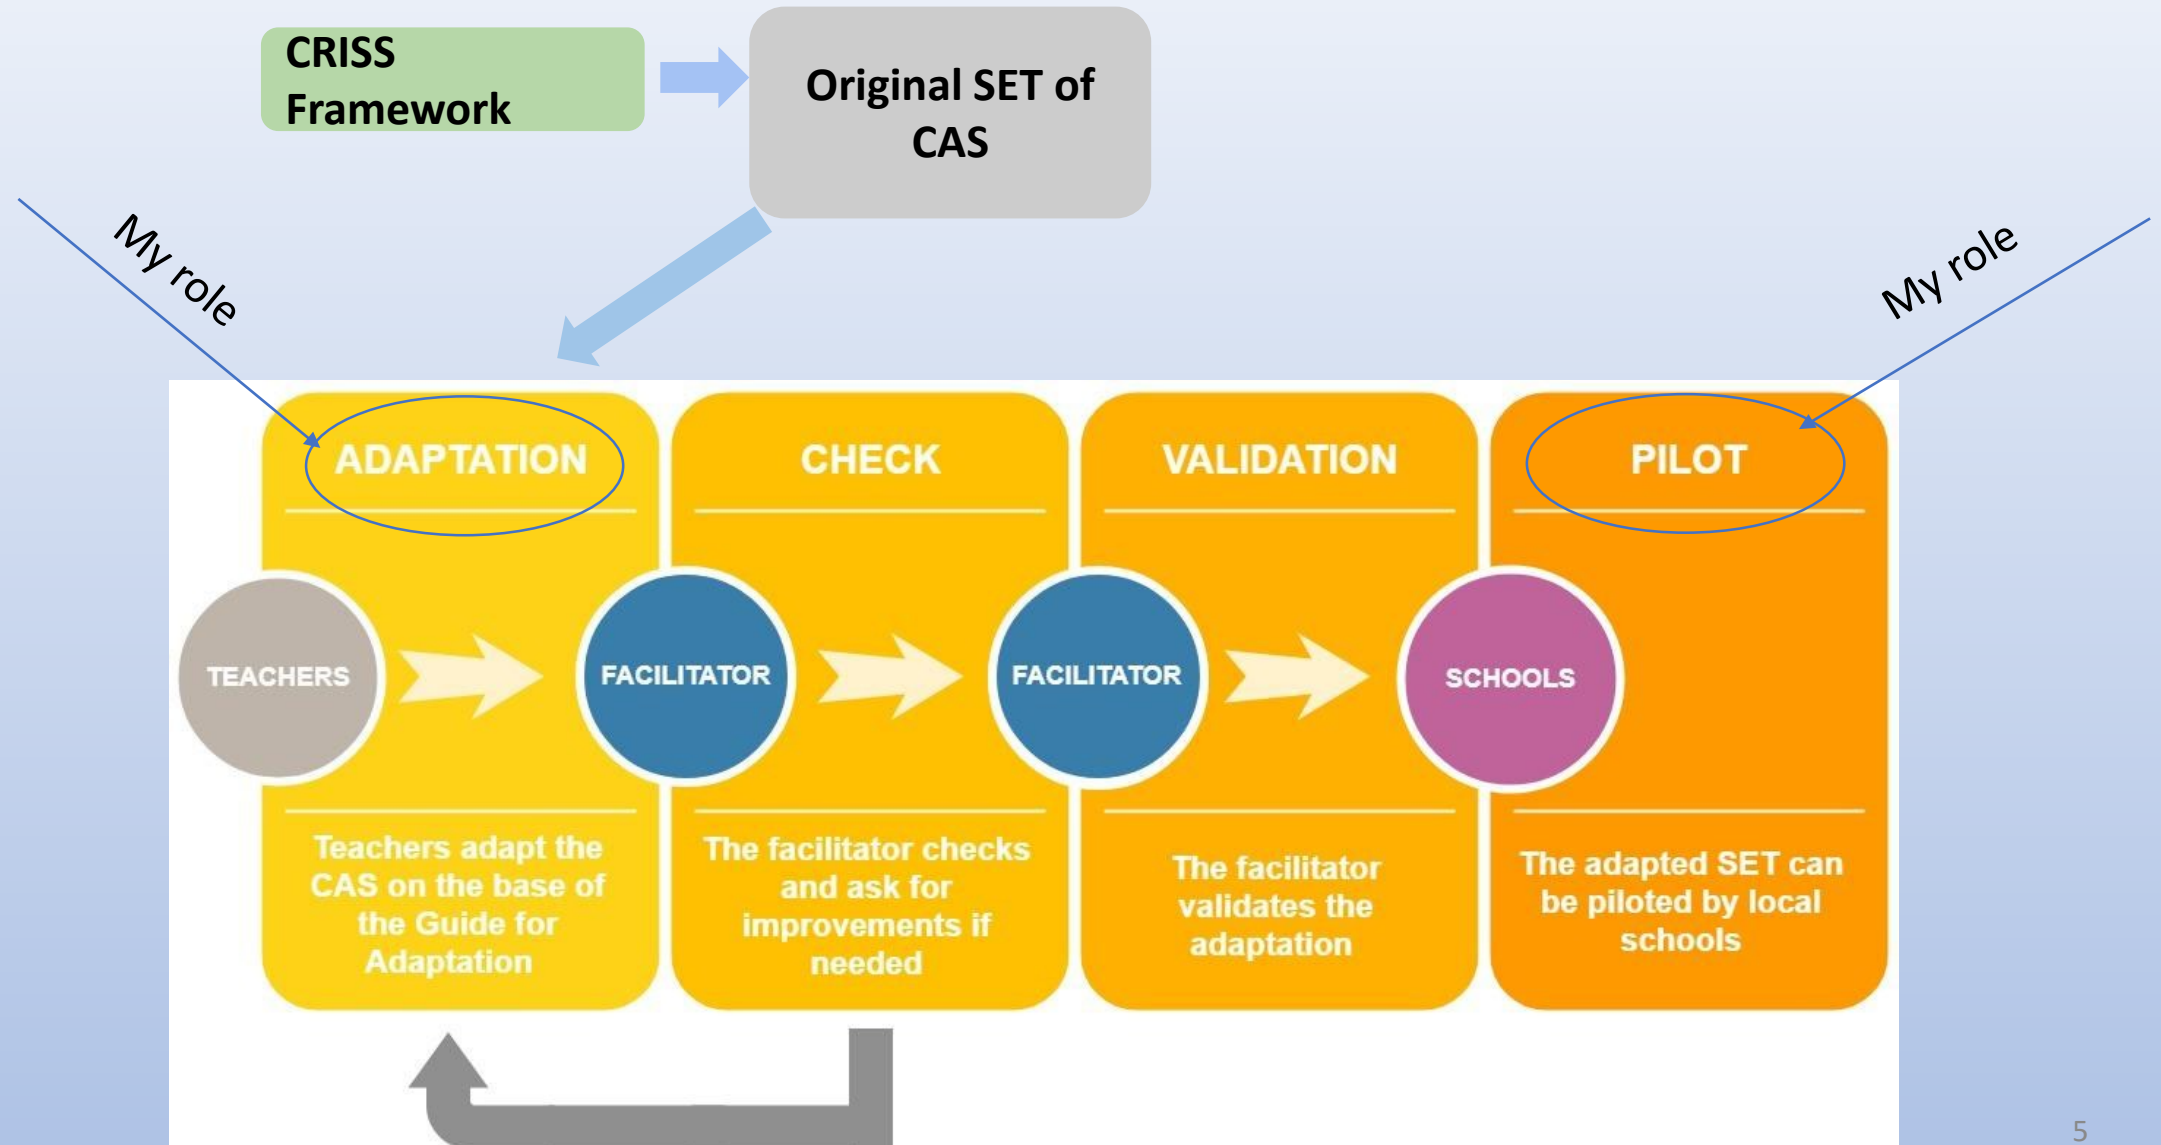 CRISS
Framework
Original SET of
CAS
My role
My role
ADAPTATION
CHECK
VALIDATION
PILOT
TEACHERS
FACILITATOR
FACILITATOR
SCHOOLS
Teachers adapt the
CAS on the base of
the Guide for
Adaptation
The facilitator checks
and ask for
improvements if
needed
The facilitator
validates the
adaptation
The adapted SET can
be piloted by local
schools
5